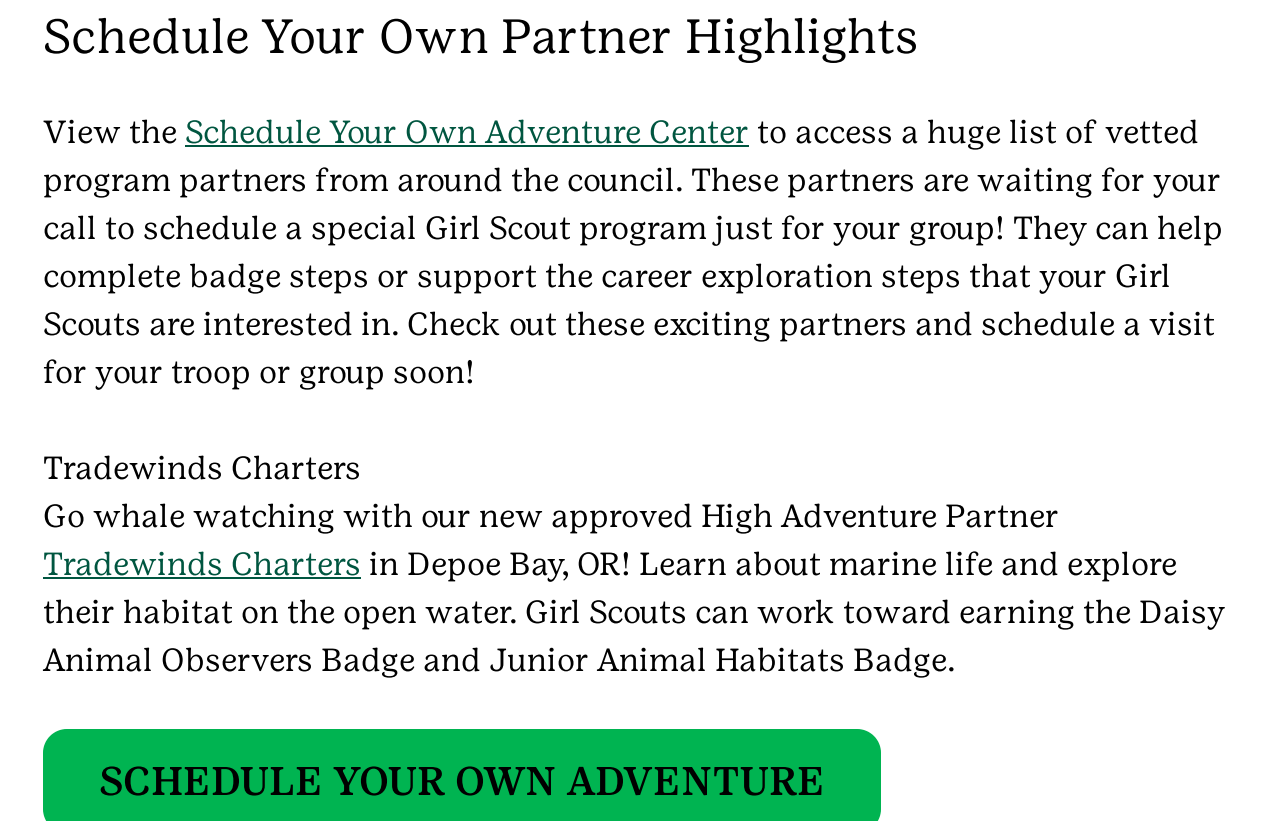 Schedule Your Own Partner Highlights
View the Schedule Your Own Adventure Center to access a huge list of vetted
program partners from around the council. These partners are waiting for your
call to schedule a special Girl Scout program just for your group! They can help
complete badge steps or support the career exploration steps that your Girl
Scouts are interested in. Check out these exciting partners and schedule a visit
for your troop or group soon!
Tradewinds Charters
Go whale watching with our new approved High Adventure Partner
Tradewinds Charters in Depoe Bay, OR! Learn about marine life and explore
their habitat on the open water. Girl Scouts can work toward earning the Daisy
Animal Observers Badge and Junior Animal Habitats Badge.
SCHEDULE YOUR OWN ADVENTURE